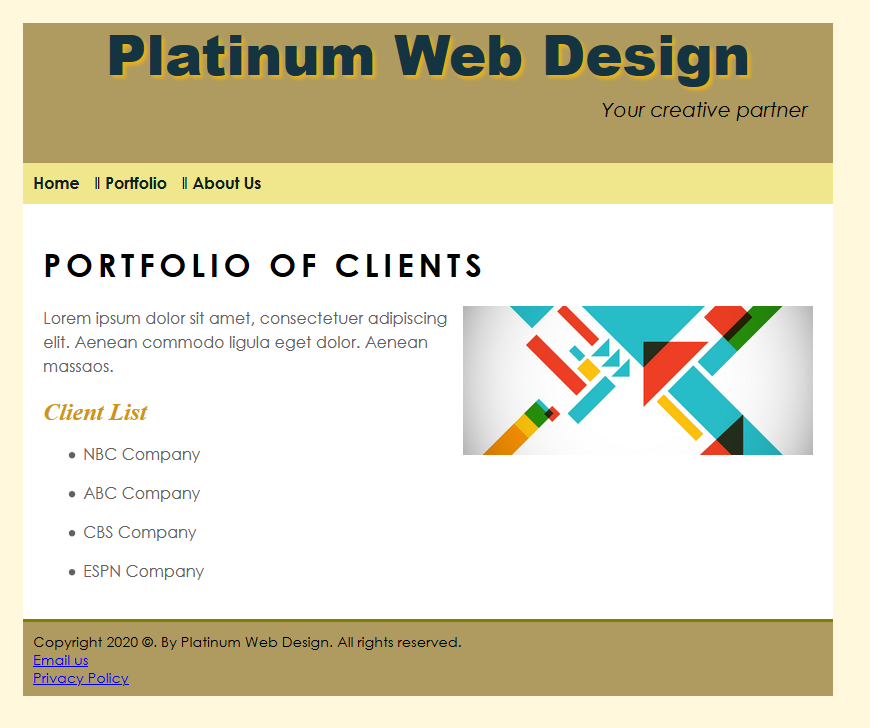 Platinum Web Design
Your creative partner
Home || Portfolio || About Us
PORTFOLIO OF CLIENTS
Lorem ipsum dolor sit amet, consectetuer adipiscing
elit. Aenean commodo ligula eget dolor. Aenean
massaos.
Client List
• NBC Company
• ABC Company
• CBS Company
• ESPN Company
Copyright 2020 ©. By Platinum Web Design. All rights reserved.
Email us
Privacy Policy